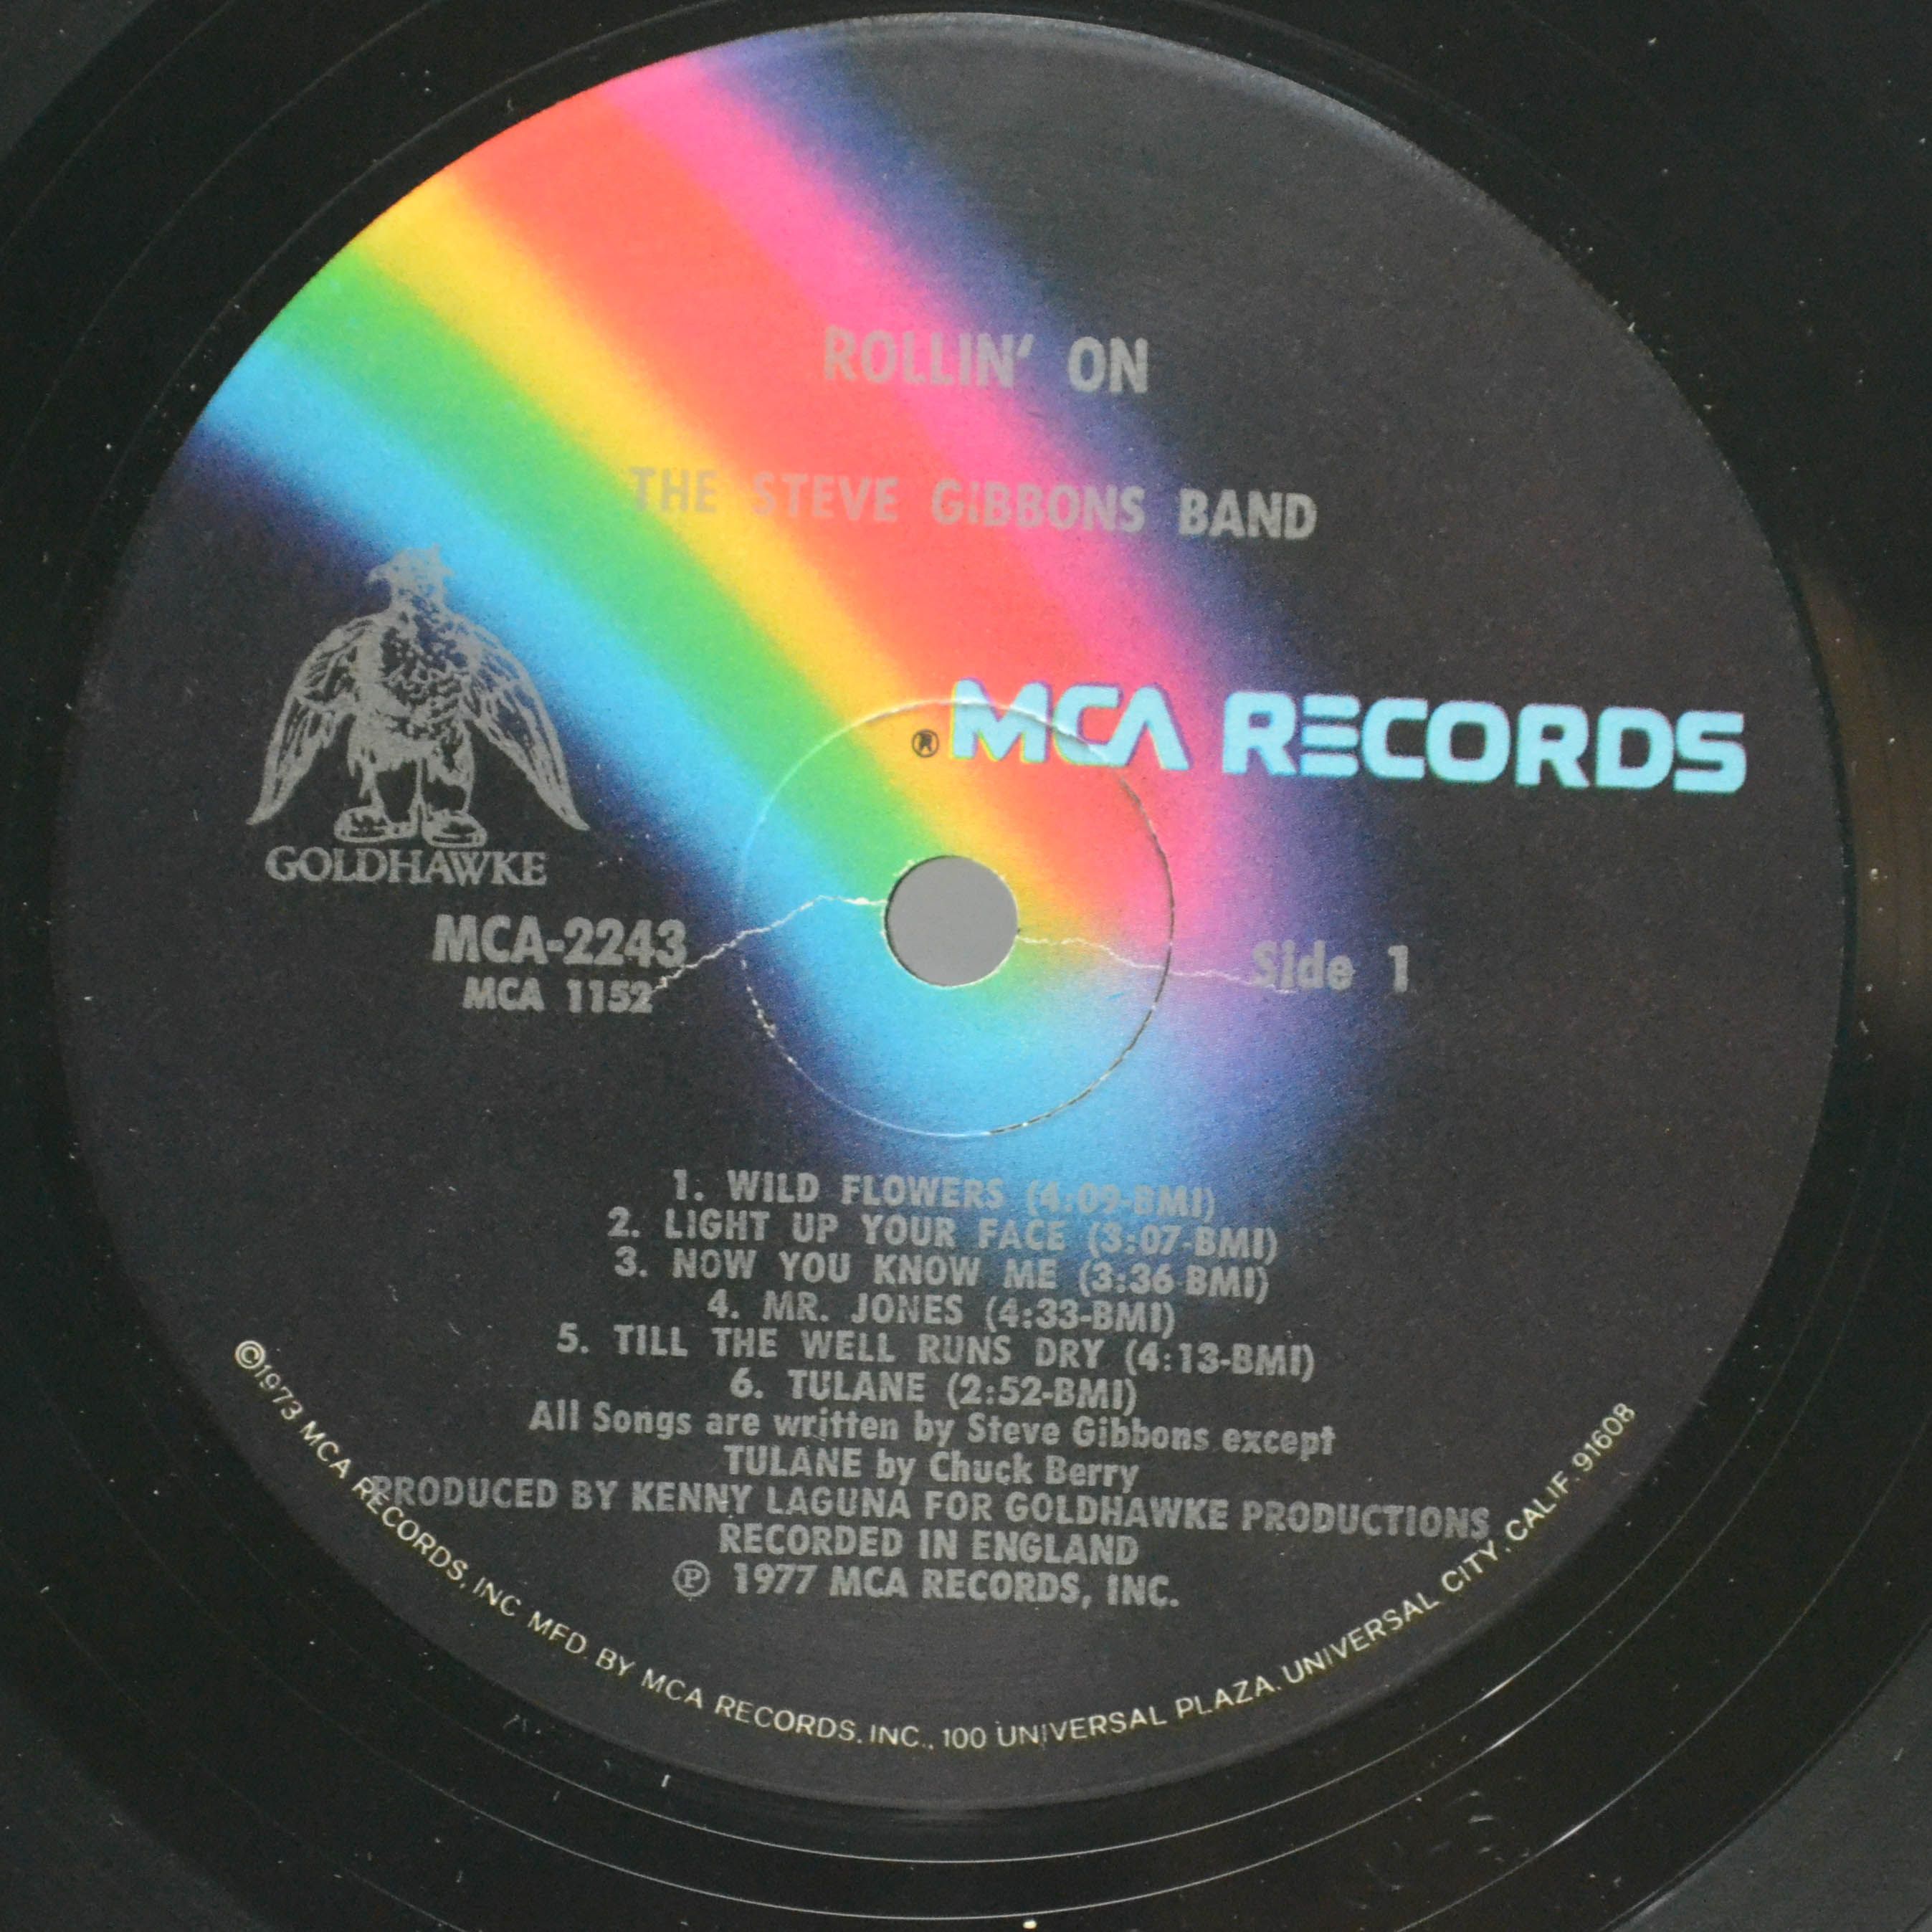 ROLLIN' ON
THE STEVE GIBBONS BAND
® MCA RECORDS
GOLDHAWKE
MCA-2243
MCA 1152
Side 1
1. WILD FLOWERS (4:09-BMI)
2. LIGHT UP YOUR FACE (3:07-BMI)
3. NOW YOU KNOW ME (3:36-BMI)
4. MR. JONES (4:33-BMI)
5. TILL THE WELL RUNS DRY (4:13-BMI)
6. TULANE (2:52-BMI)
All Songs are written by Steve Gibbons except
TULANE by Chuck Berry
PRODUCED BY KENNY LAGUNA FOR GOLDHAWKE PRODUCTIONS
RECORDED IN ENGLAND
℗ 1977 MCA RECORDS, INC.
©1973 MCA RECORDS, INC MFD. BY MCA RECORDS, INC., 100 UNIVERSAL PLAZA, UNIVERSAL CITY, CALIF. 91608